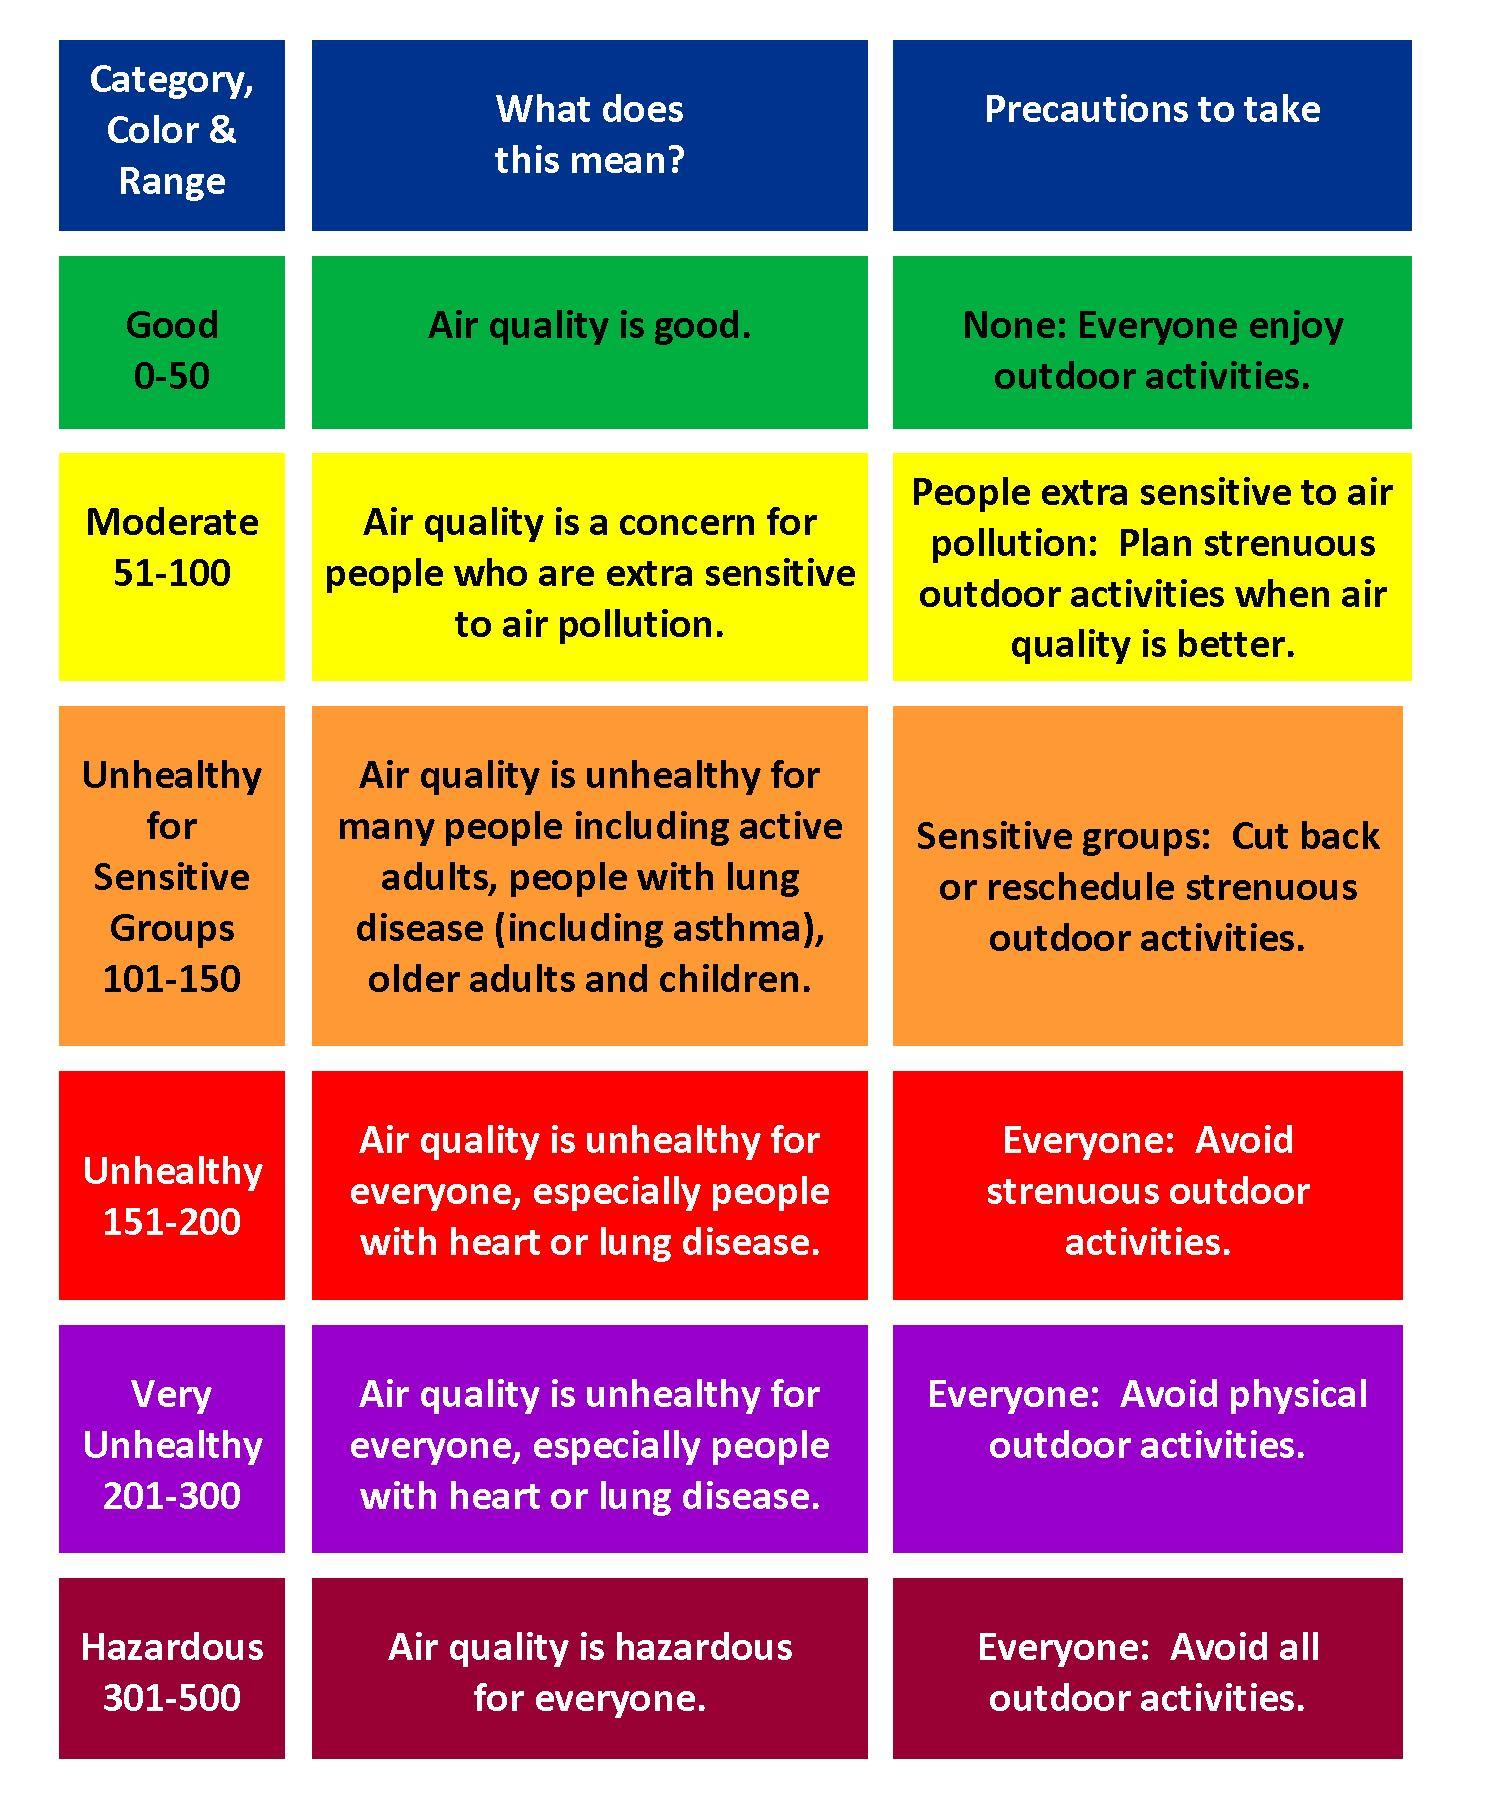 Category,
Color &
Range
What does
this mean?
Precautions to take
Good
0-50
Air quality is good.
None: Everyone enjoy
outdoor activities.
Moderate
51-100
Air quality is a concern for
people who are extra sensitive
to air pollution.
People extra sensitive to air
pollution:  Plan strenuous
outdoor activities when air
quality is better.
Unhealthy
for
Sensitive
Groups
101-150
Air quality is unhealthy for
many people including active
adults, people with lung
disease (including asthma),
older adults and children.
Sensitive groups:  Cut back
or reschedule strenuous
outdoor activities.
Unhealthy
151-200
Air quality is unhealthy for
everyone, especially people
with heart or lung disease.
Everyone:  Avoid
strenuous outdoor
activities.
Very
Unhealthy
201-300
Air quality is unhealthy for
everyone, especially people
with heart or lung disease.
Everyone:  Avoid physical
outdoor activities.
Hazardous
301-500
Air quality is hazardous
for everyone.
Everyone:  Avoid all
outdoor activities.